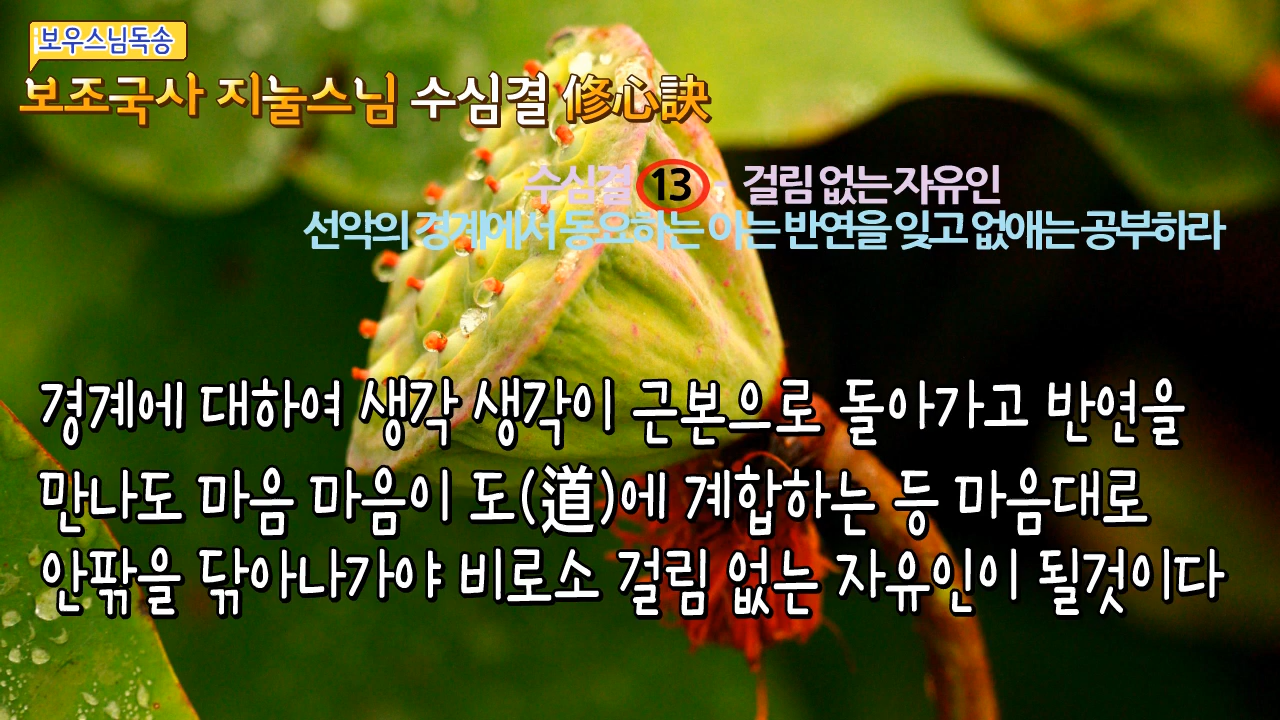 보우스님독송
보조국사 지눌스님 수심결 修心訣
수심결 13 - 걸림 없는 자유인
선악의 경계에서 동요하는 이는 반연을 잊고 없애는 공부하라
경계에 대하여 생각 생각이 근본으로 돌아가고 반연을
만나도 마음 마음이 도(道)에 계합하는 등 마음대로
안팎을 닦아나가야 비로소 걸림 없는 자유인이 될것이다